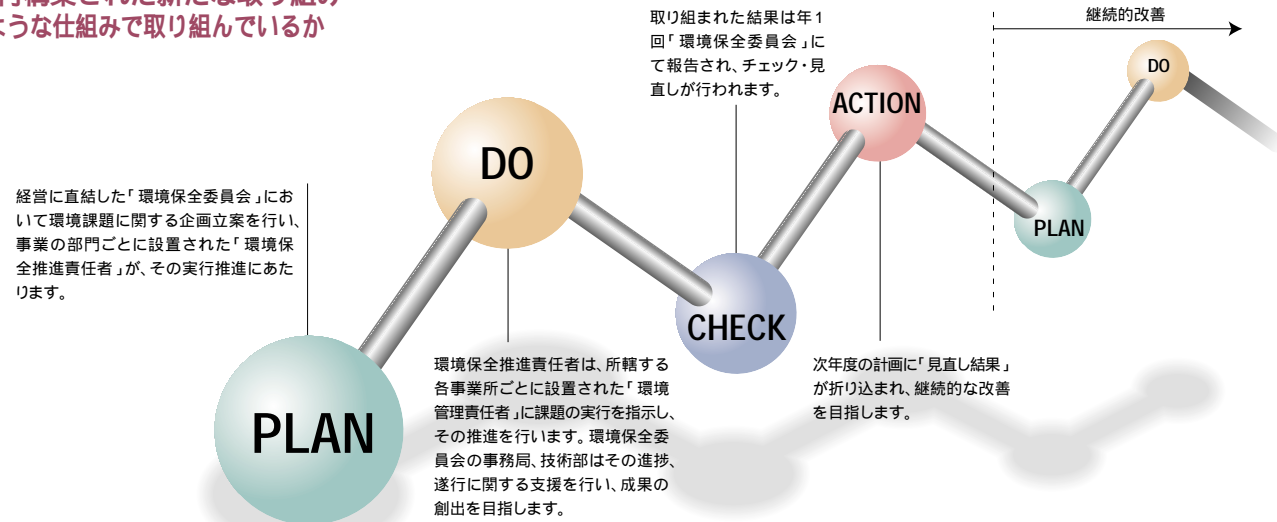 再構築された新たな取り組み
ような仕組みで取り組んでいるか
経営に直結した「環境保全委員会」にお
いて環境課題に関する企画立案を行い、
事業の部門ごとに設置された「環境保
全推進責任者」が、その実行推進にあた
ります。
PLAN
DO
環境保全推進責任者は、所轄する
各事業所ごとに設置された「環境
管理責任者」に課題の実行を指示し、
その推進を行います。環境保全委
員会の事務局、技術部はその進捗、
遂行に関する支援を行い、成果の
創出を目指します。
取り組まれた結果は年1
回「環境保全委員会」に
て報告され、チェック・見
直しが行われます。
CHECK
ACTION
次年度の計画に「見直し結果」
が折り込まれ、継続的な改善
を目指します。
継続的改善
PLAN
DO